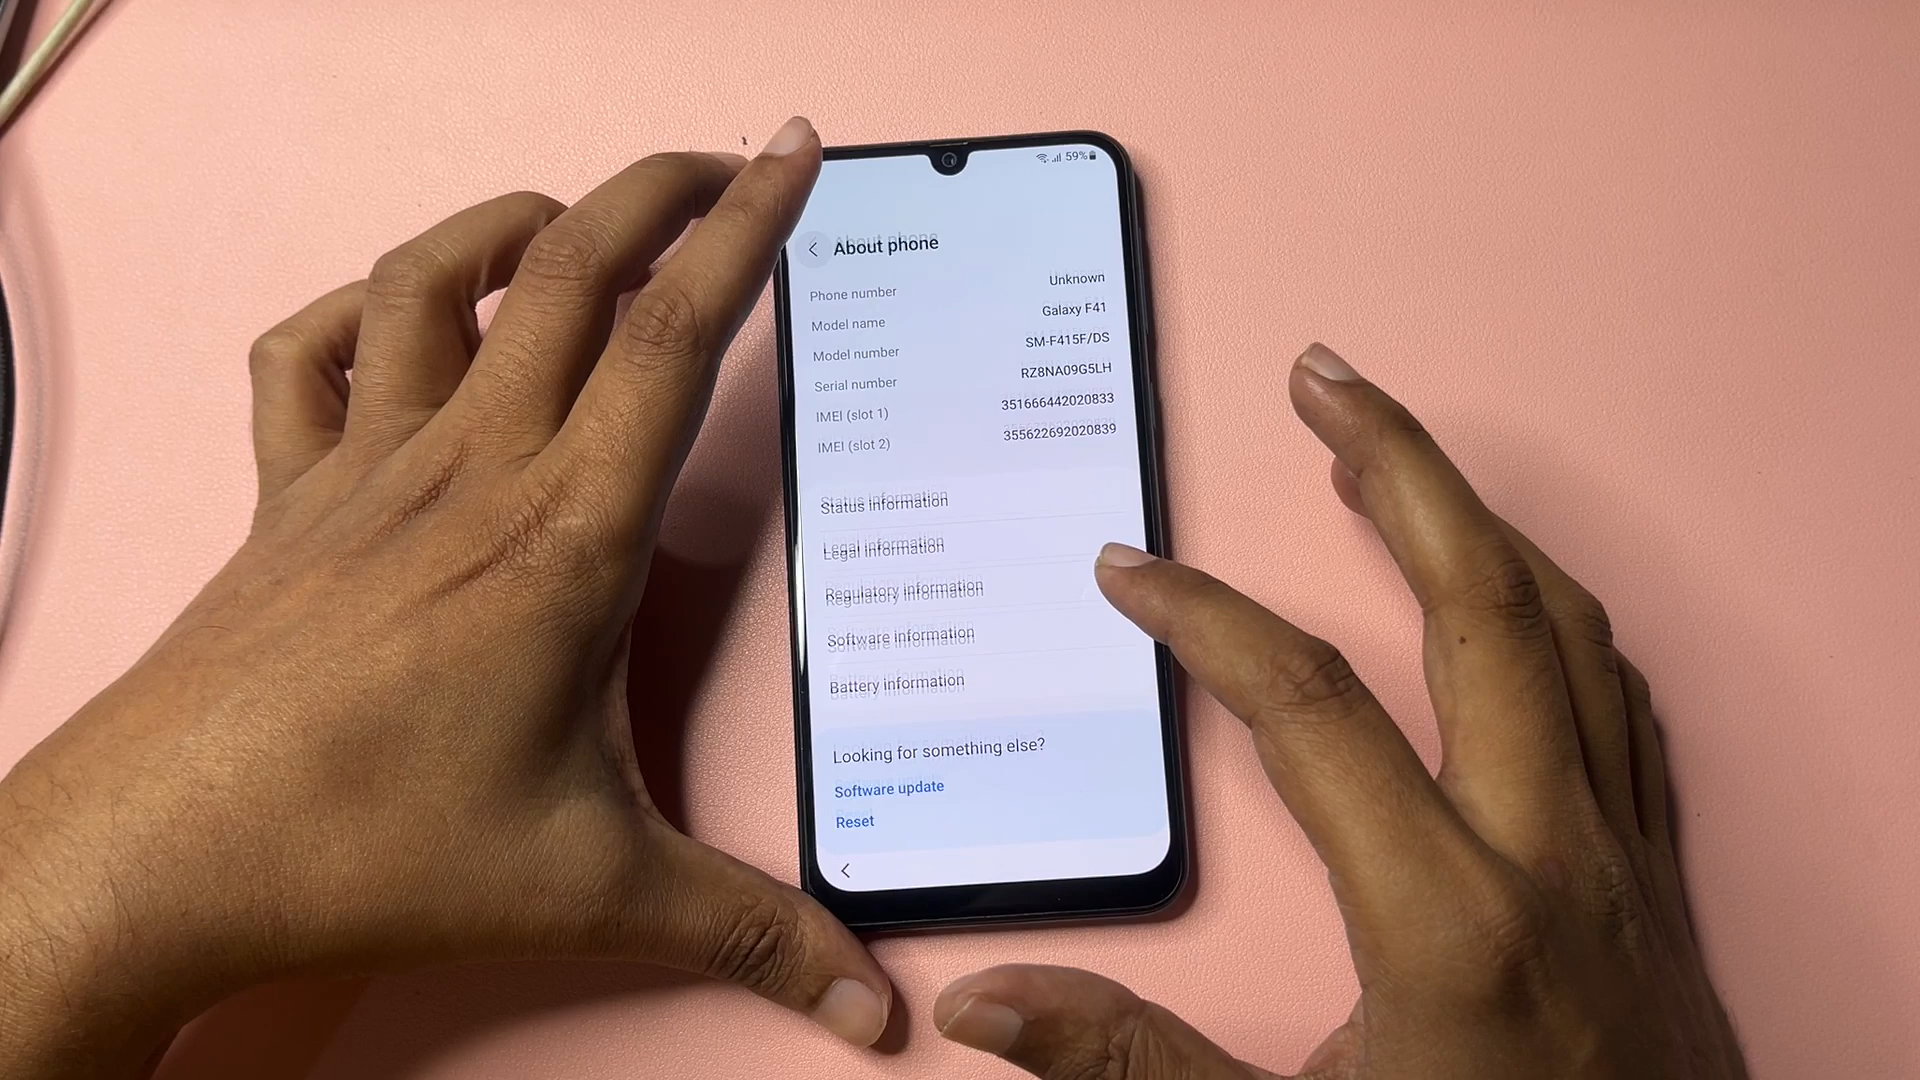 59%
About phone
Phone number Unknown
Model name Galaxy F41
Model number SM-F415F/DS
Serial number RZ8NA09G5LH
IMEI (slot 1) 351666442020833
IMEI (slot 2) 355622692020839
Status information
Legal information
Regulatory information
Software information
Battery information
Looking for something else?
Software update
Reset